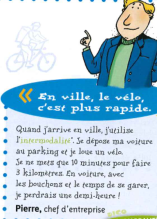 « En ville, le vélo,
c'est plus rapide.
Quand j'arrive en ville, j'utilise
l'intermodalité*. Je dépose ma voiture
au parking et je loue un vélo.
Je ne mets que 10 minutes pour faire
3 kilomètres. En voiture, avec
les bouchons et le temps de se garer,
je perdrais une demi-heure !
Pierre, chef d'entreprise